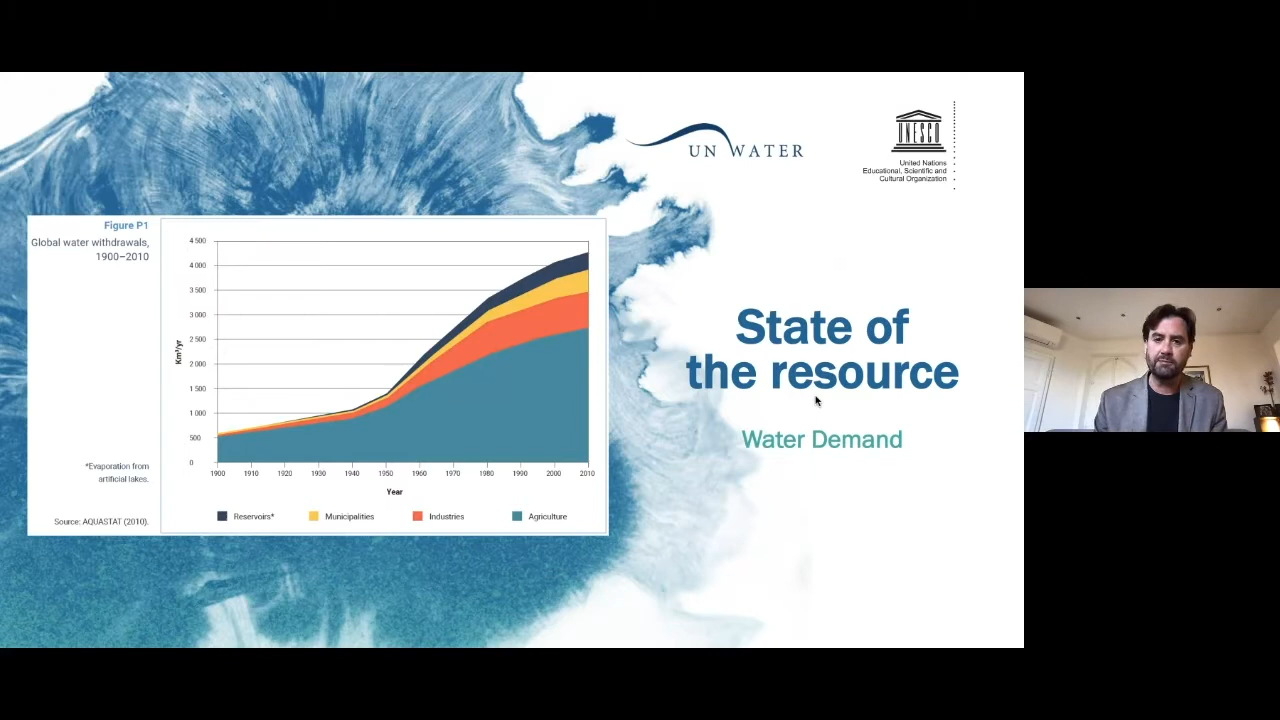 UN WATER
UNESCO
United Nations
Educational, Scientific and
Cultural Organization
Figure P1
Global water withdrawals,
1900–2010
*Evaporation from
artificial lakes.
Source: AQUASTAT (2010).
4 500
4 000
3 500
3 000
2 500
2 000
1 500
1 000
500
0
Km³/yr
1900 1910 1920 1930 1940 1950 1960 1970 1980 1990 2000 2010
Year
Reservoirs* Municipalities Industries Agriculture
State of
the resource
Water Demand